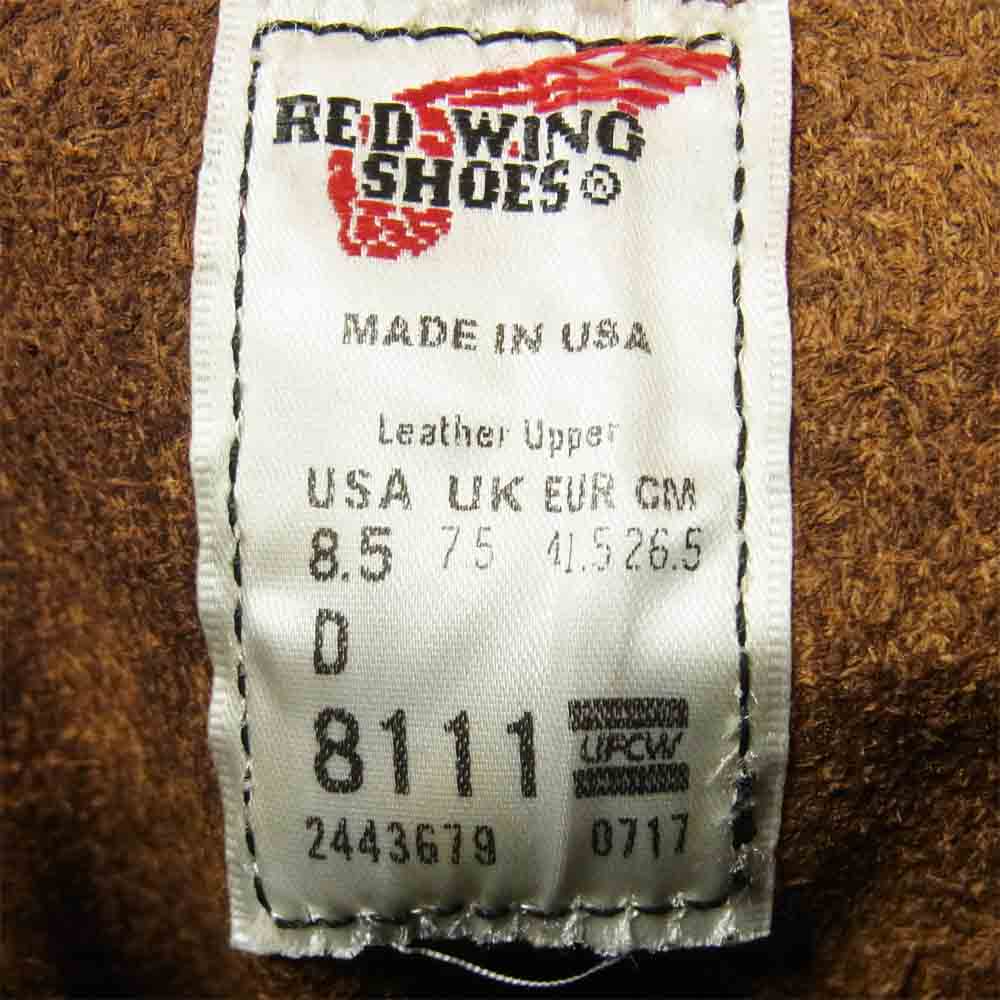 RED WING
SHOES ®
MADE IN USA
Leather Upper
USA UK EUR CM
8.5 7.5 41.5 26.5
D
8111 UFCW
2443679 0717